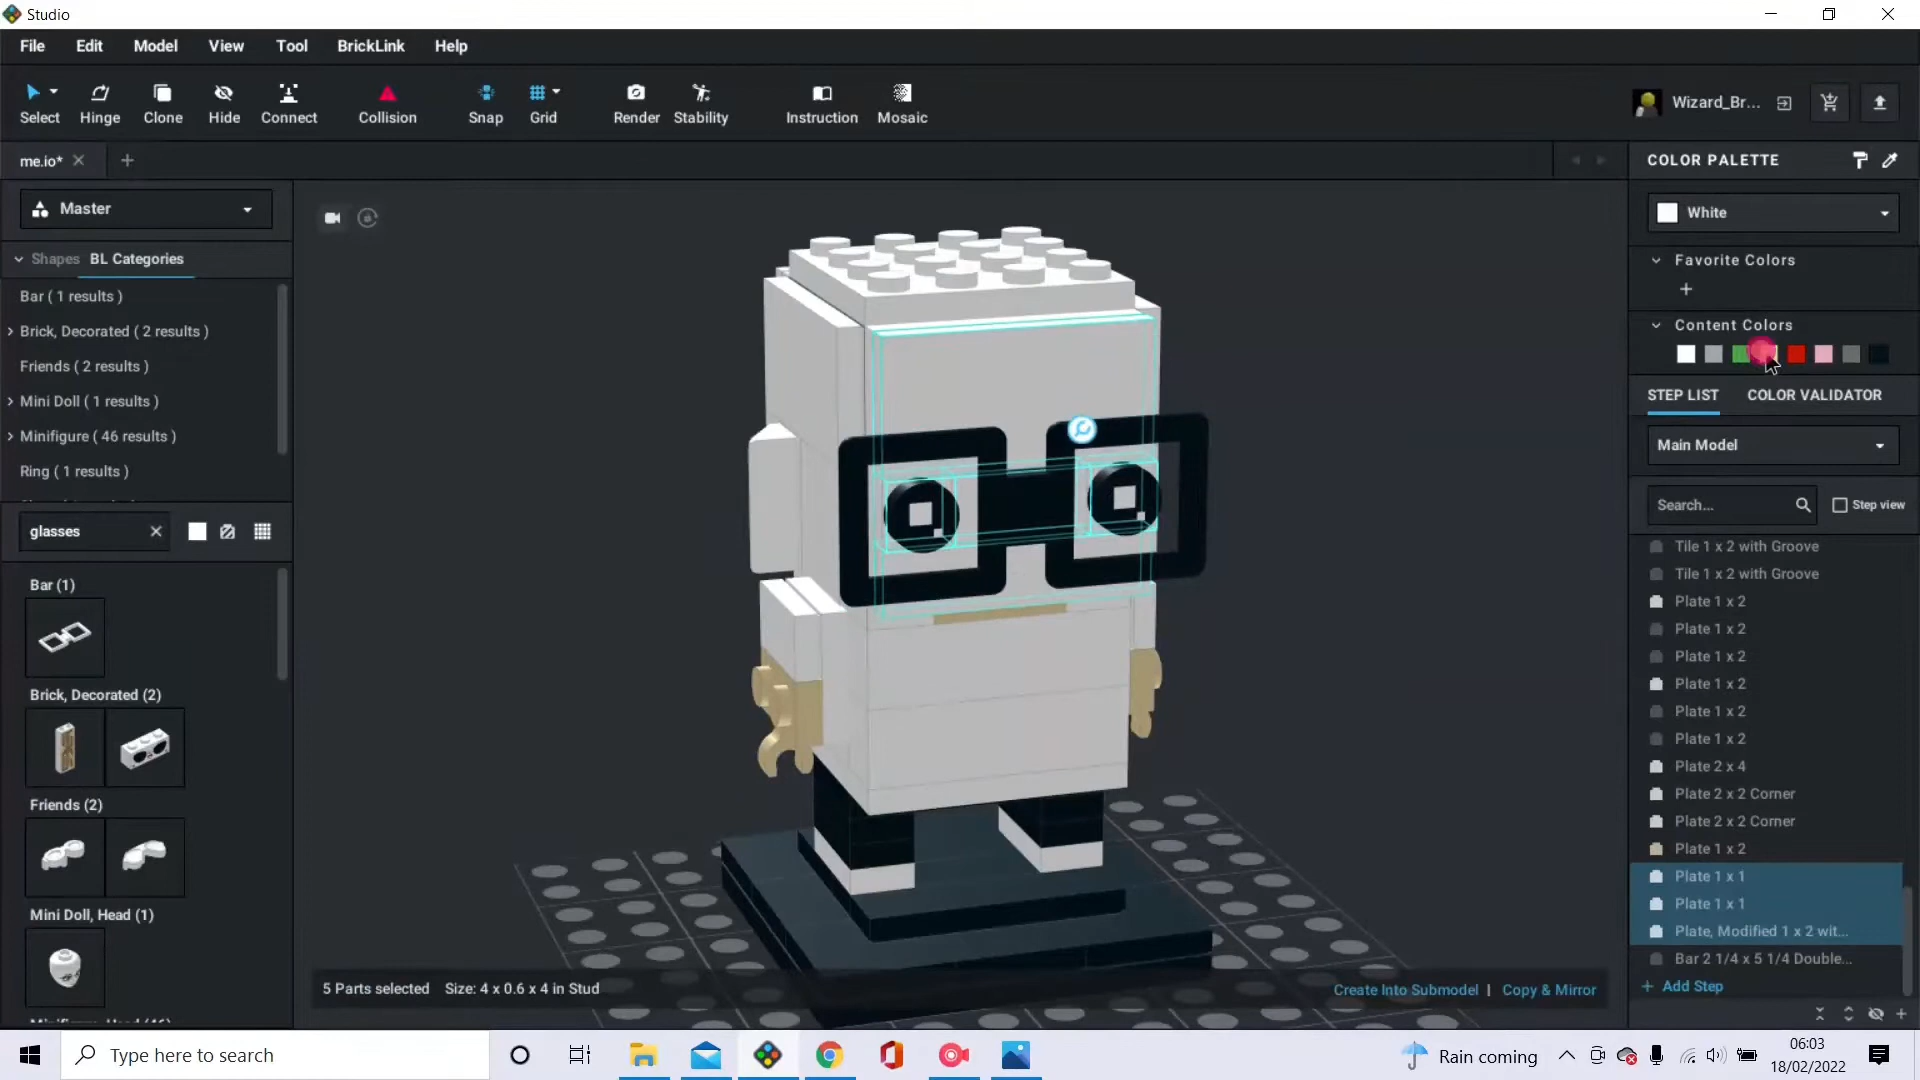 Studio
File Edit Model View Tool BrickLink Help
Select Hinge Clone Hide Connect Collision Snap Grid Render Stability Instruction Mosaic
Wizard_Br...
me.io*
COLOR PALETTE
Master
White
Shapes BL Categories
Favorite Colors
Bar ( 1 results )
Content Colors
Brick, Decorated ( 2 results )
Friends ( 2 results )
STEP LIST COLOR VALIDATOR
Mini Doll ( 1 results )
Minifigure ( 46 results )
Main Model
Ring ( 1 results )
Search... Step view
glasses
Tile 1 x 2 with Groove
Tile 1 x 2 with Groove
Bar (1)
Plate 1 x 2
Plate 1 x 2
Plate 1 x 2
Plate 1 x 2
Brick, Decorated (2)
Plate 1 x 2
Plate 1 x 2
Plate 2 x 4
Plate 2 x 2 Corner
Friends (2)
Plate 2 x 2 Corner
Plate 1 x 2
Plate 1 x 1
Plate 1 x 1
Mini Doll, Head (1)
Plate, Modified 1 x 2 wit...
Bar 2 1/4 x 5 1/4 Double...
Add Step
5 Parts selected Size: 4 x 0.6 x 4 in Stud
Create Into Submodel | Copy & Mirror
Type here to search
Rain coming
06:03
18/02/2022